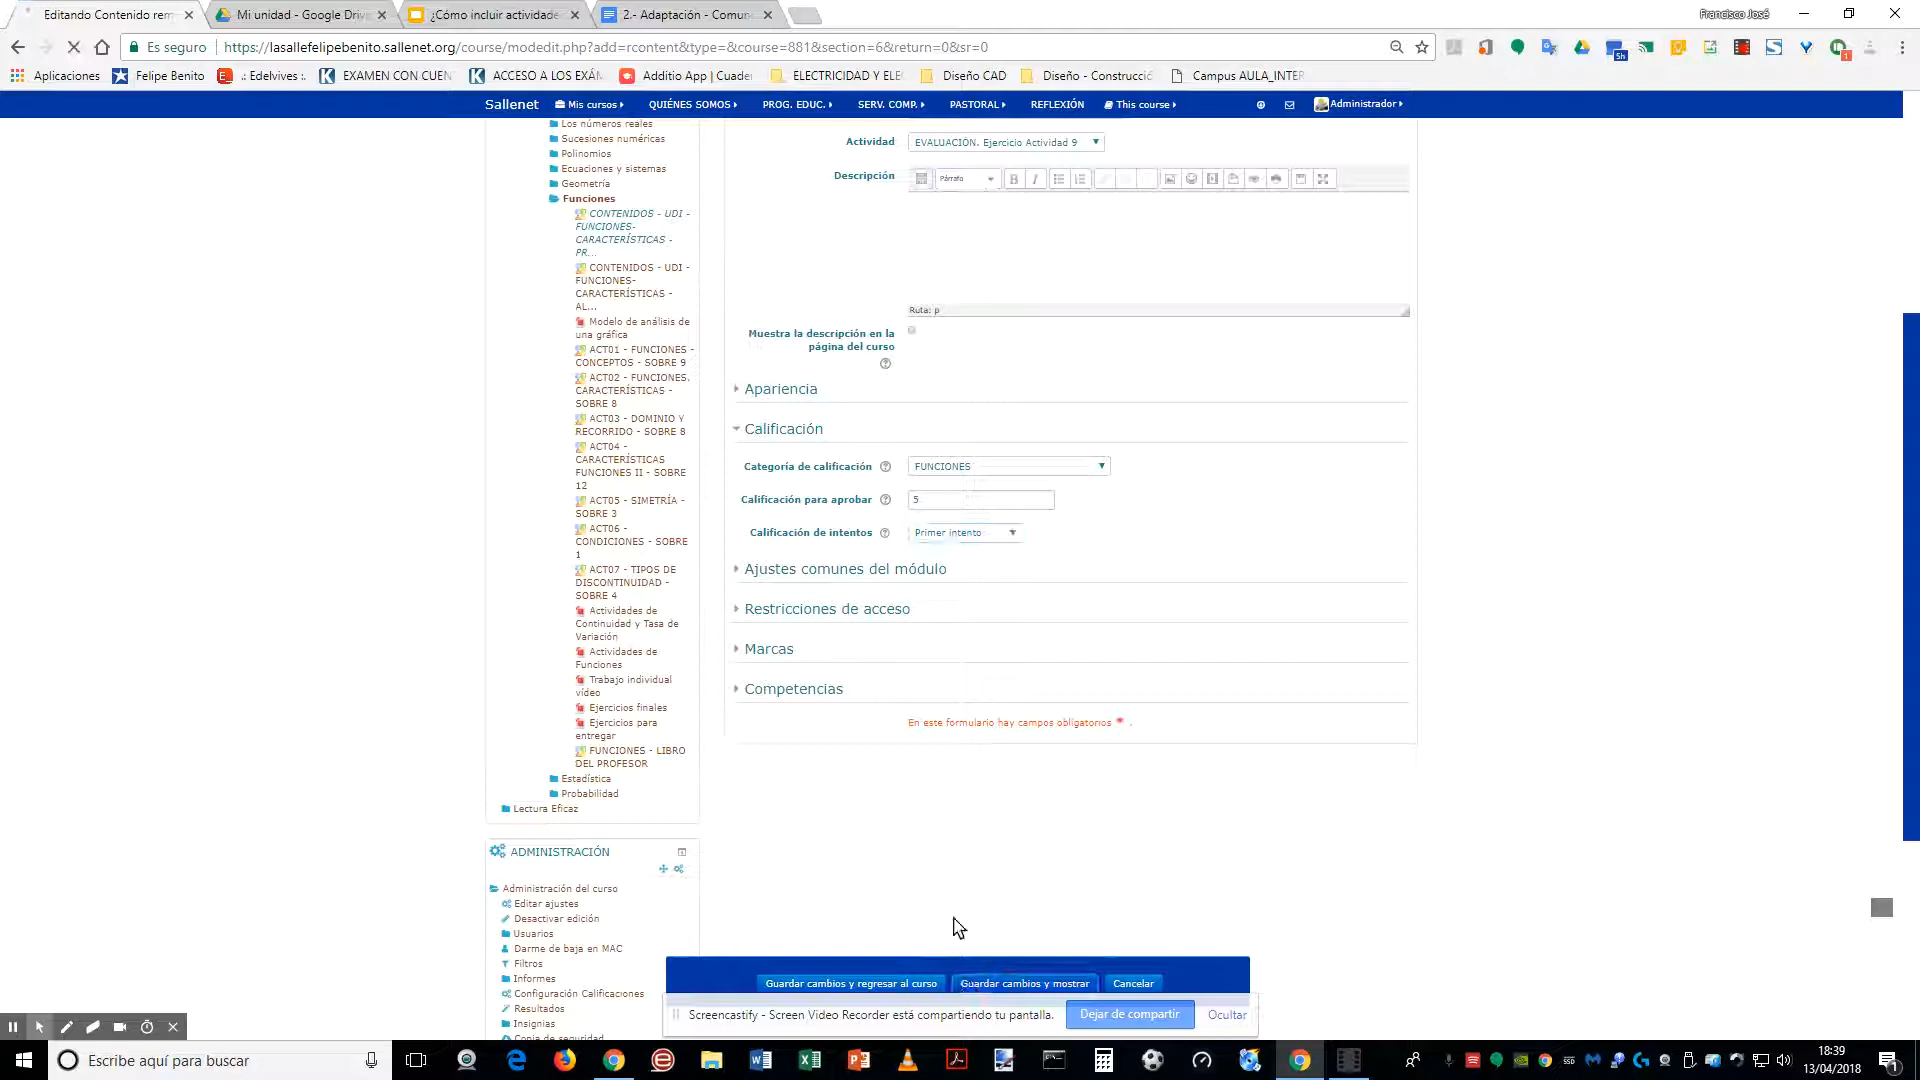 Editando Contenido rem
Mi unidad - Google Driv
¿Cómo incluir actividade
2.- Adaptación - Comun
Francisco José
Es seguro
https://lasallefelipebenito.sallenet.org/course/modedit.php?add=rcontent&type=&course=881&section=6&return=0&sr=0
Aplicaciones
Felipe Benito
.: Edelvives :.
EXAMEN CON CUEN
ACCESO A LOS EXÁM
Additio App | Cuade
ELECTRICIDAD Y ELE
Diseño CAD
Diseño - Construcció
Campus AULA_INTER
Sallenet
Mis cursos
QUIÉNES SOMOS
PROG. EDUC.
SERV. COMP.
PASTORAL
REFLEXIÓN
This course
Administrador
Los números reales
Sucesiones numéricas
Polinomios
Ecuaciones y sistemas
Geometría
Funciones
CONTENIDOS - UDI -
FUNCIONES-
CARACTERÍSTICAS -
PR...
CONTENIDOS - UDI -
FUNCIONES-
CARACTERÍSTICAS -
AL...
Modelo de análisis de
una gráfica
ACT01 - FUNCIONES -
CONCEPTOS - SOBRE 9
ACT02 - FUNCIONES.
CARACTERÍSTICAS -
SOBRE 8
ACT03 - DOMINIO Y
RECORRIDO - SOBRE 8
ACT04 -
CARACTERÍSTICAS
FUNCIONES II - SOBRE
12
ACT05 - SIMETRÍA -
SOBRE 3
ACT06 -
CONDICIONES - SOBRE
1
ACT07 - TIPOS DE
DISCONTINUIDAD -
SOBRE 4
Actividades de
Continuidad y Tasa de
Variación
Actividades de
Funciones
Trabajo individual
vídeo
Ejercicios finales
Ejercicios para
entregar
FUNCIONES - LIBRO
DEL PROFESOR
Estadística
Probabilidad
Lectura Eficaz
ADMINISTRACIÓN
Administración del curso
Editar ajustes
Desactivar edición
Usuarios
Darme de baja en MAC
Filtros
Informes
Configuración Calificaciones
Resultados
Insignias
Copia de seguridad
Actividad
EVALUACIÓN. Ejercicio Actividad 9
Descripción
Párrafo
B I
Ruta: p
Muestra la descripción en la
página del curso
Apariencia
Calificación
Categoría de calificación
FUNCIONES
Calificación para aprobar
5
Calificación de intentos
Primer intento
Ajustes comunes del módulo
Restricciones de acceso
Marcas
Competencias
En este formulario hay campos obligatorios * .
Guardar cambios y regresar al curso
Guardar cambios y mostrar
Cancelar
Screencastify - Screen Video Recorder está compartiendo tu pantalla.
Dejar de compartir
Ocultar
Escribe aquí para buscar
18:39
13/04/2018